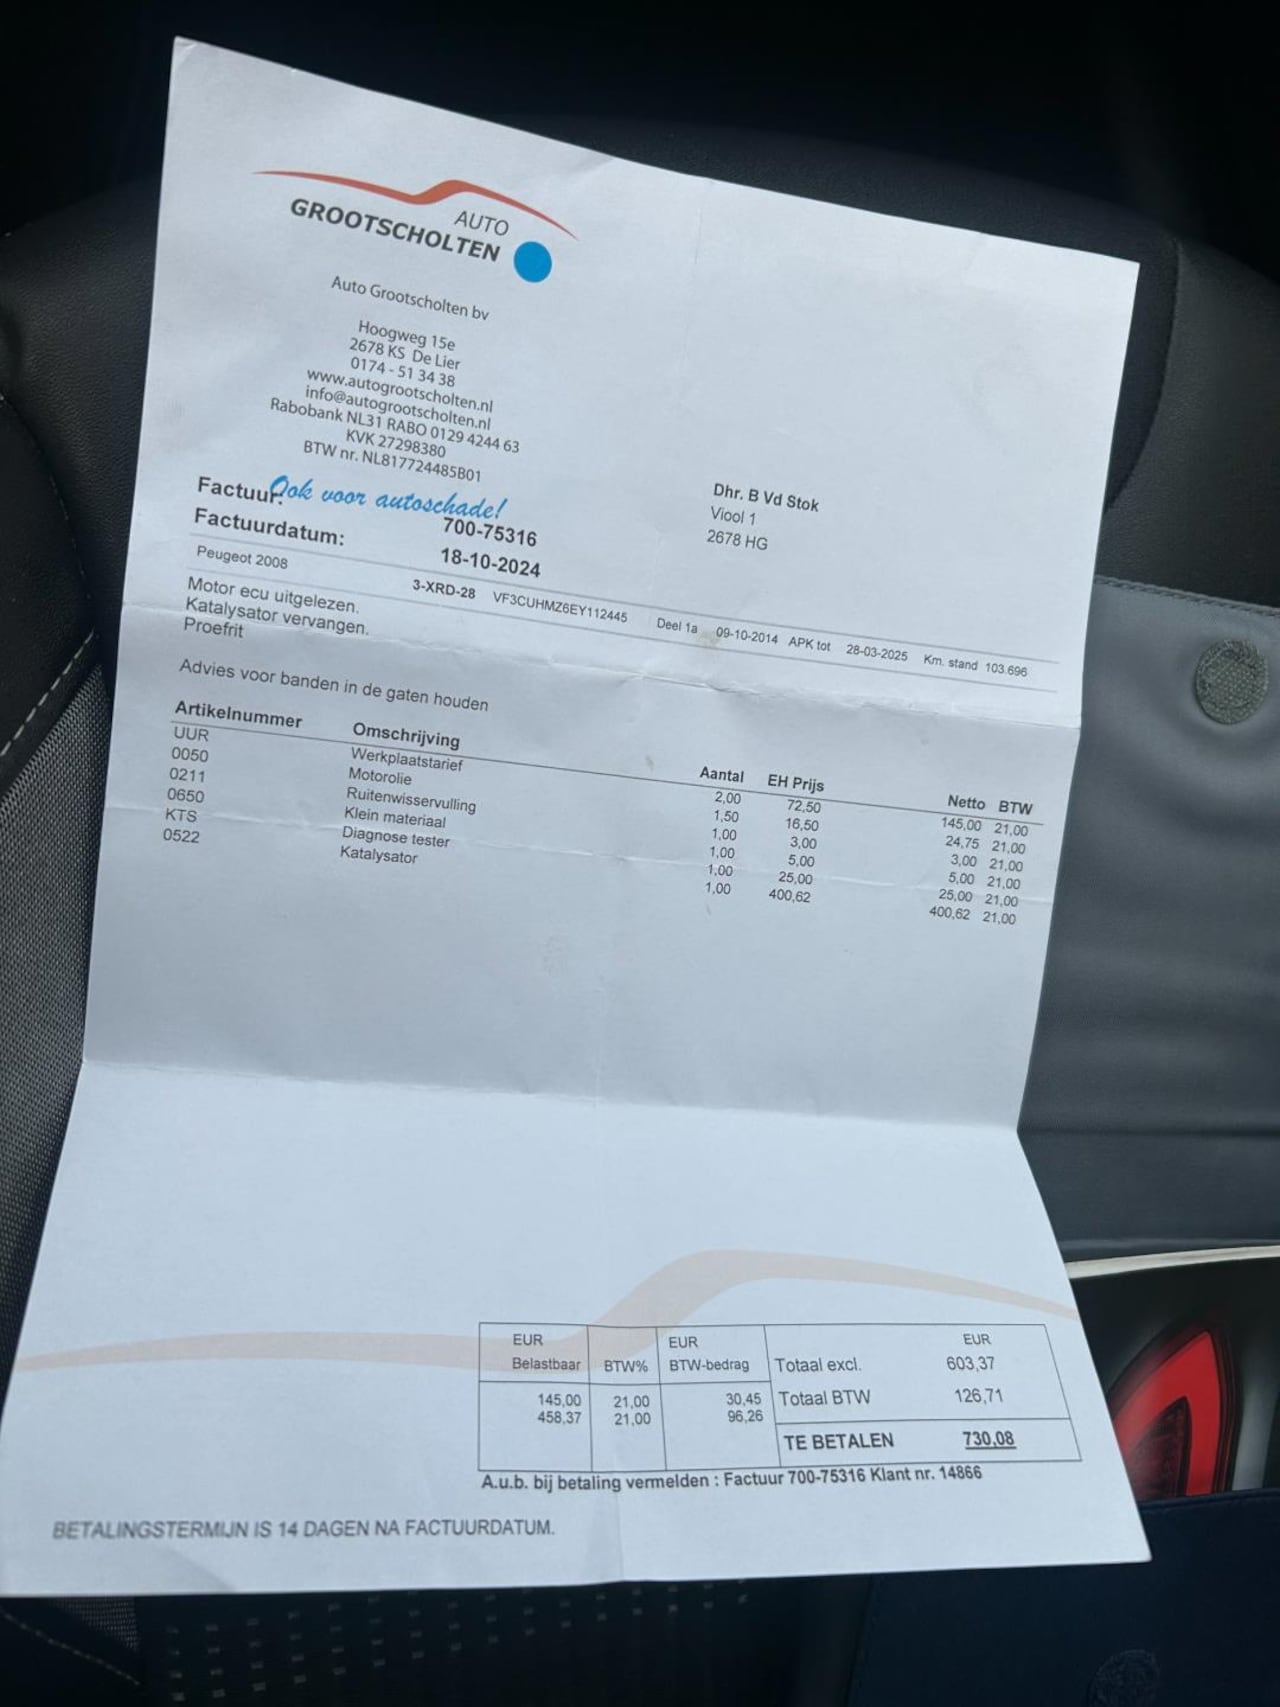 AUTO
GROOTSCHOLTEN
Auto Grootscholten bv
Hoogweg 15e
2678 KS De Lier
0174 - 51 34 38
www.autogrootscholten.nl
info@autogrootscholten.nl
Rabobank NL31 RABO 0129 4244 63
KVK 27298380
BTW nr. NL817724485B01
Ook voor autoschade!
Dhr. B Vd Stok
Viool 1
2678 HG
Factuur: 700-75316
Factuurdatum: 18-10-2024
Peugeot 2008 3-XRD-28 VF3CUHMZ6EY112445 Deel 1a 09-10-2014 APK tot 28-03-2025 Km. stand 103.696
Motor ecu uitgelezen.
Katalysator vervangen.
Proefrit
Advies voor banden in de gaten houden
Artikelnummer Omschrijving Aantal EH Prijs Netto BTW
UUR Werkplaatstarief 2,00 72,50 145,00 21,00
0050 Motorolie 1,50 16,50 24,75 21,00
0211 Ruitenwisservulling 1,00 3,00 3,00 21,00
0650 Klein materiaal 1,00 5,00 5,00 21,00
KTS Diagnose tester 1,00 25,00 25,00 21,00
0522 Katalysator 1,00 400,62 400,62 21,00
EUR EUR EUR
Belastbaar BTW% BTW-bedrag Totaal excl. 603,37
145,00 21,00 30,45 Totaal BTW 126,71
458,37 21,00 96,26
TE BETALEN 730,08
A.u.b. bij betaling vermelden : Factuur 700-75316 Klant nr. 14866
BETALINGSTERMIJN IS 14 DAGEN NA FACTUURDATUM.